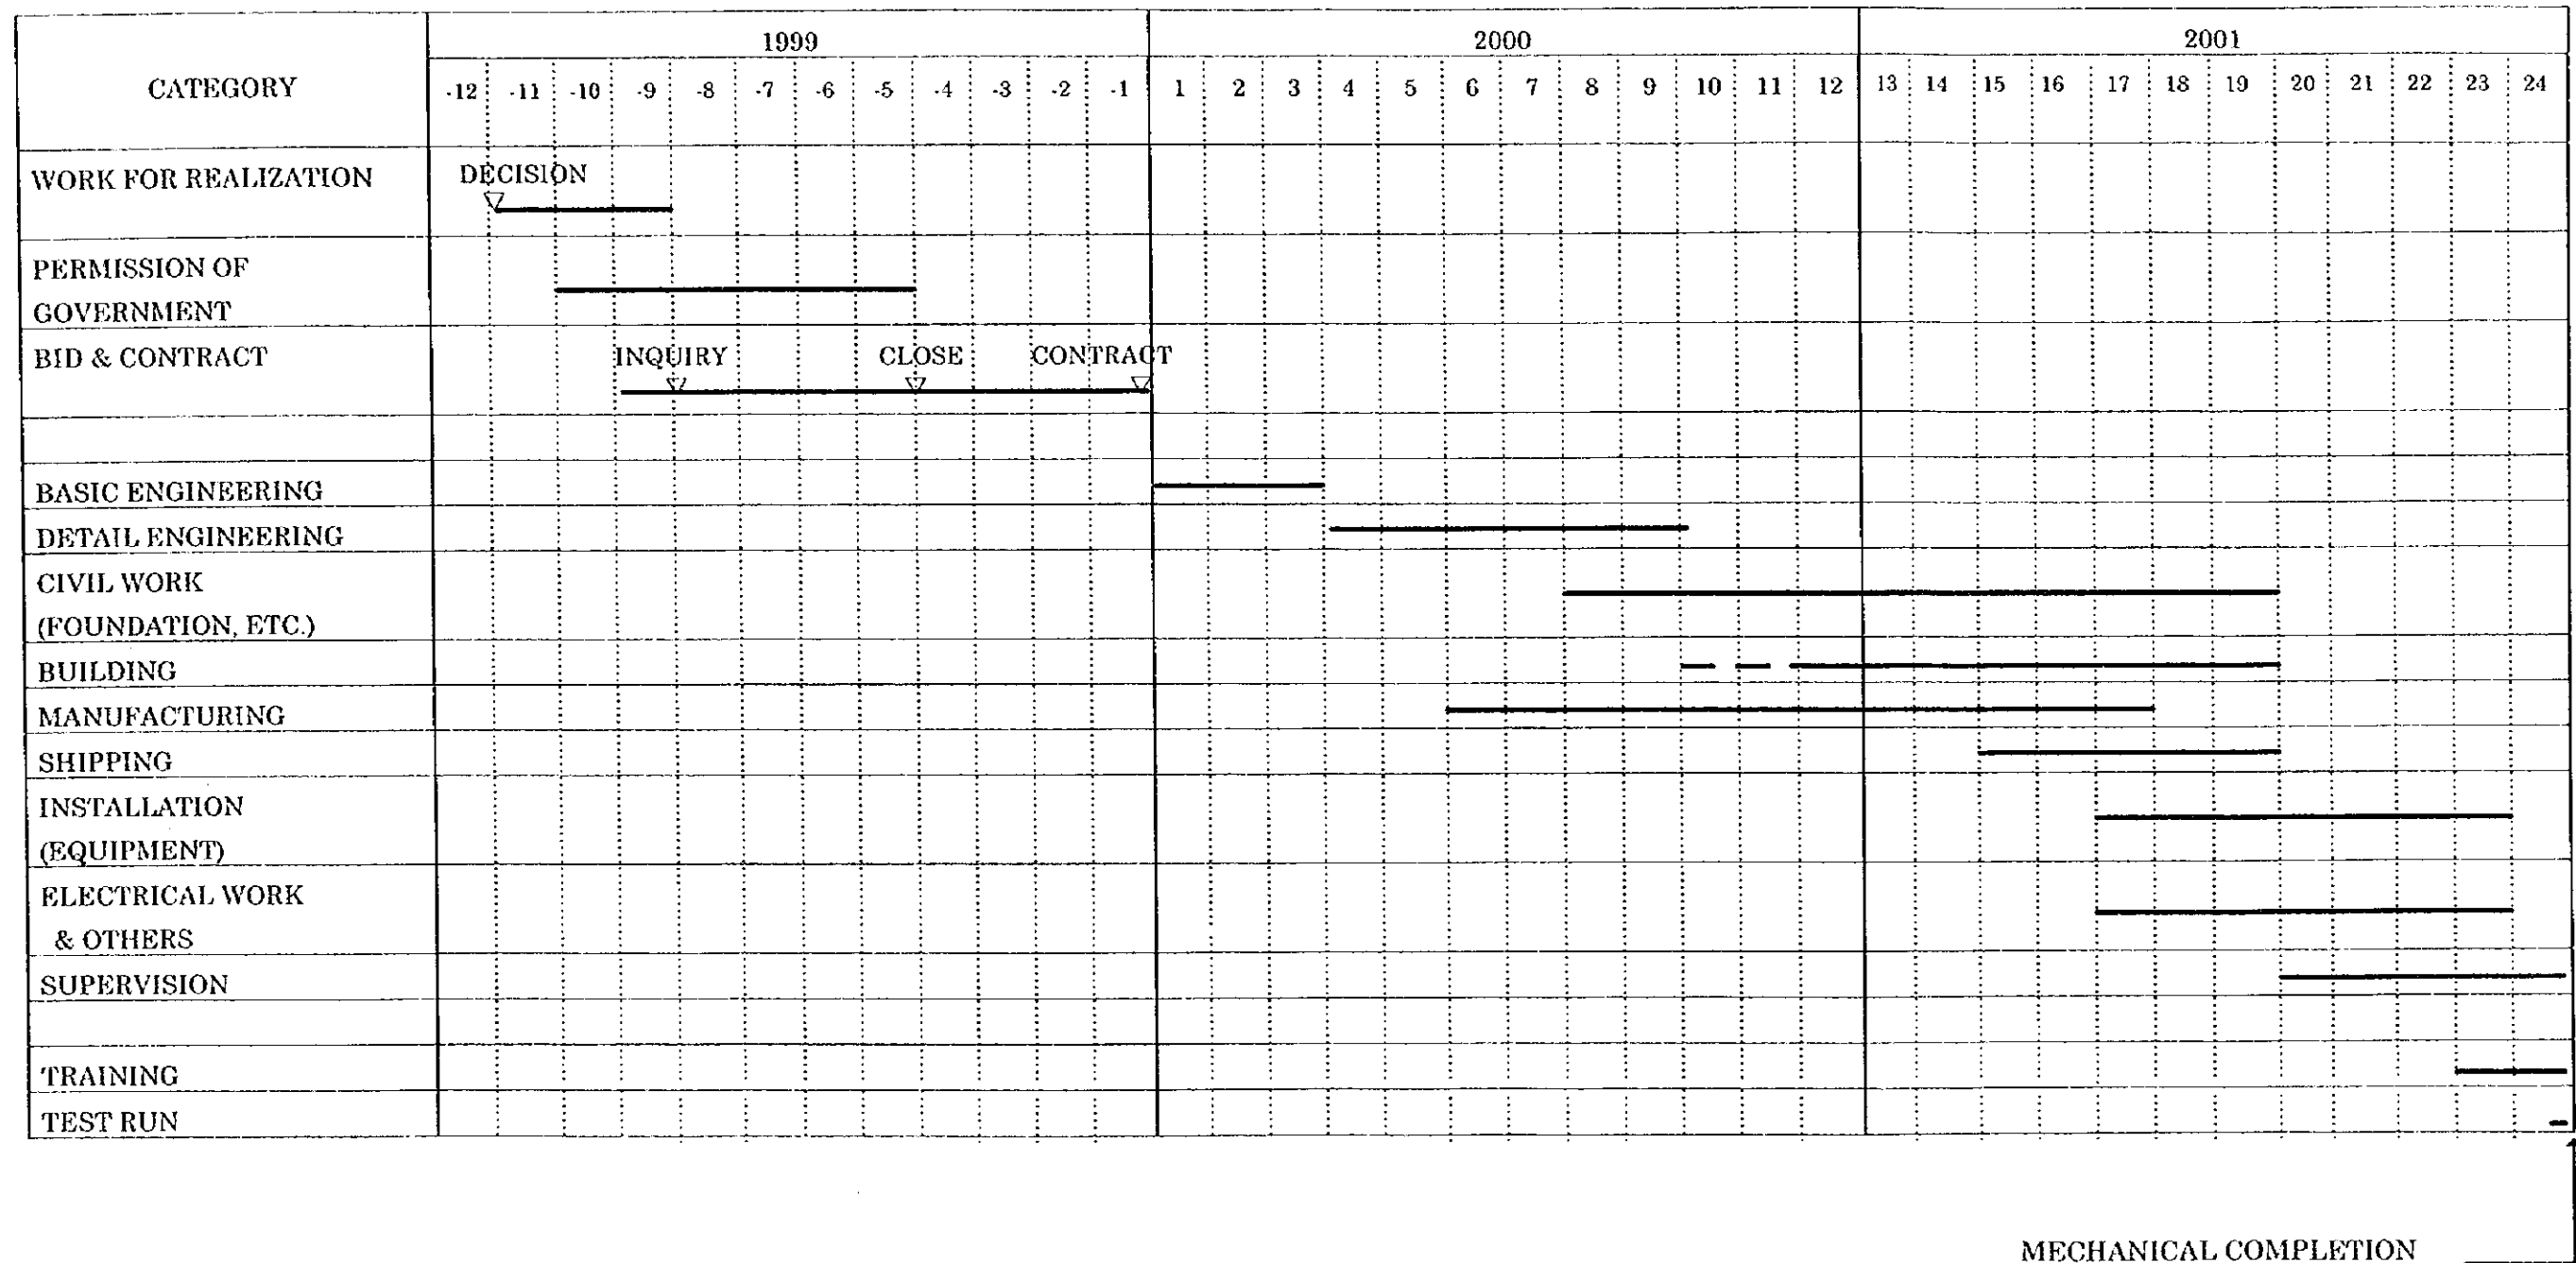 1999 2000 2001
CATEGORY -12 -11 -10 -9 -8 -7 -6 -5 -4 -3 -2 -1 1 2 3 4 5 6 7 8 9 10 11 12 13 14 15 16 17 18 19 20 21 22 23 24
WORK FOR REALIZATION DECISION
PERMISSION OF
GOVERNMENT
BID & CONTRACT INQUIRY CLOSE CONTRACT
BASIC ENGINEERING
DETAIL ENGINEERING
CIVIL WORK
(FOUNDATION, ETC.)
BUILDING
MANUFACTURING
SHIPPING
INSTALLATION
(EQUIPMENT)
ELECTRICAL WORK
& OTHERS
SUPERVISION
TRAINING
TEST RUN
MECHANICAL COMPLETION